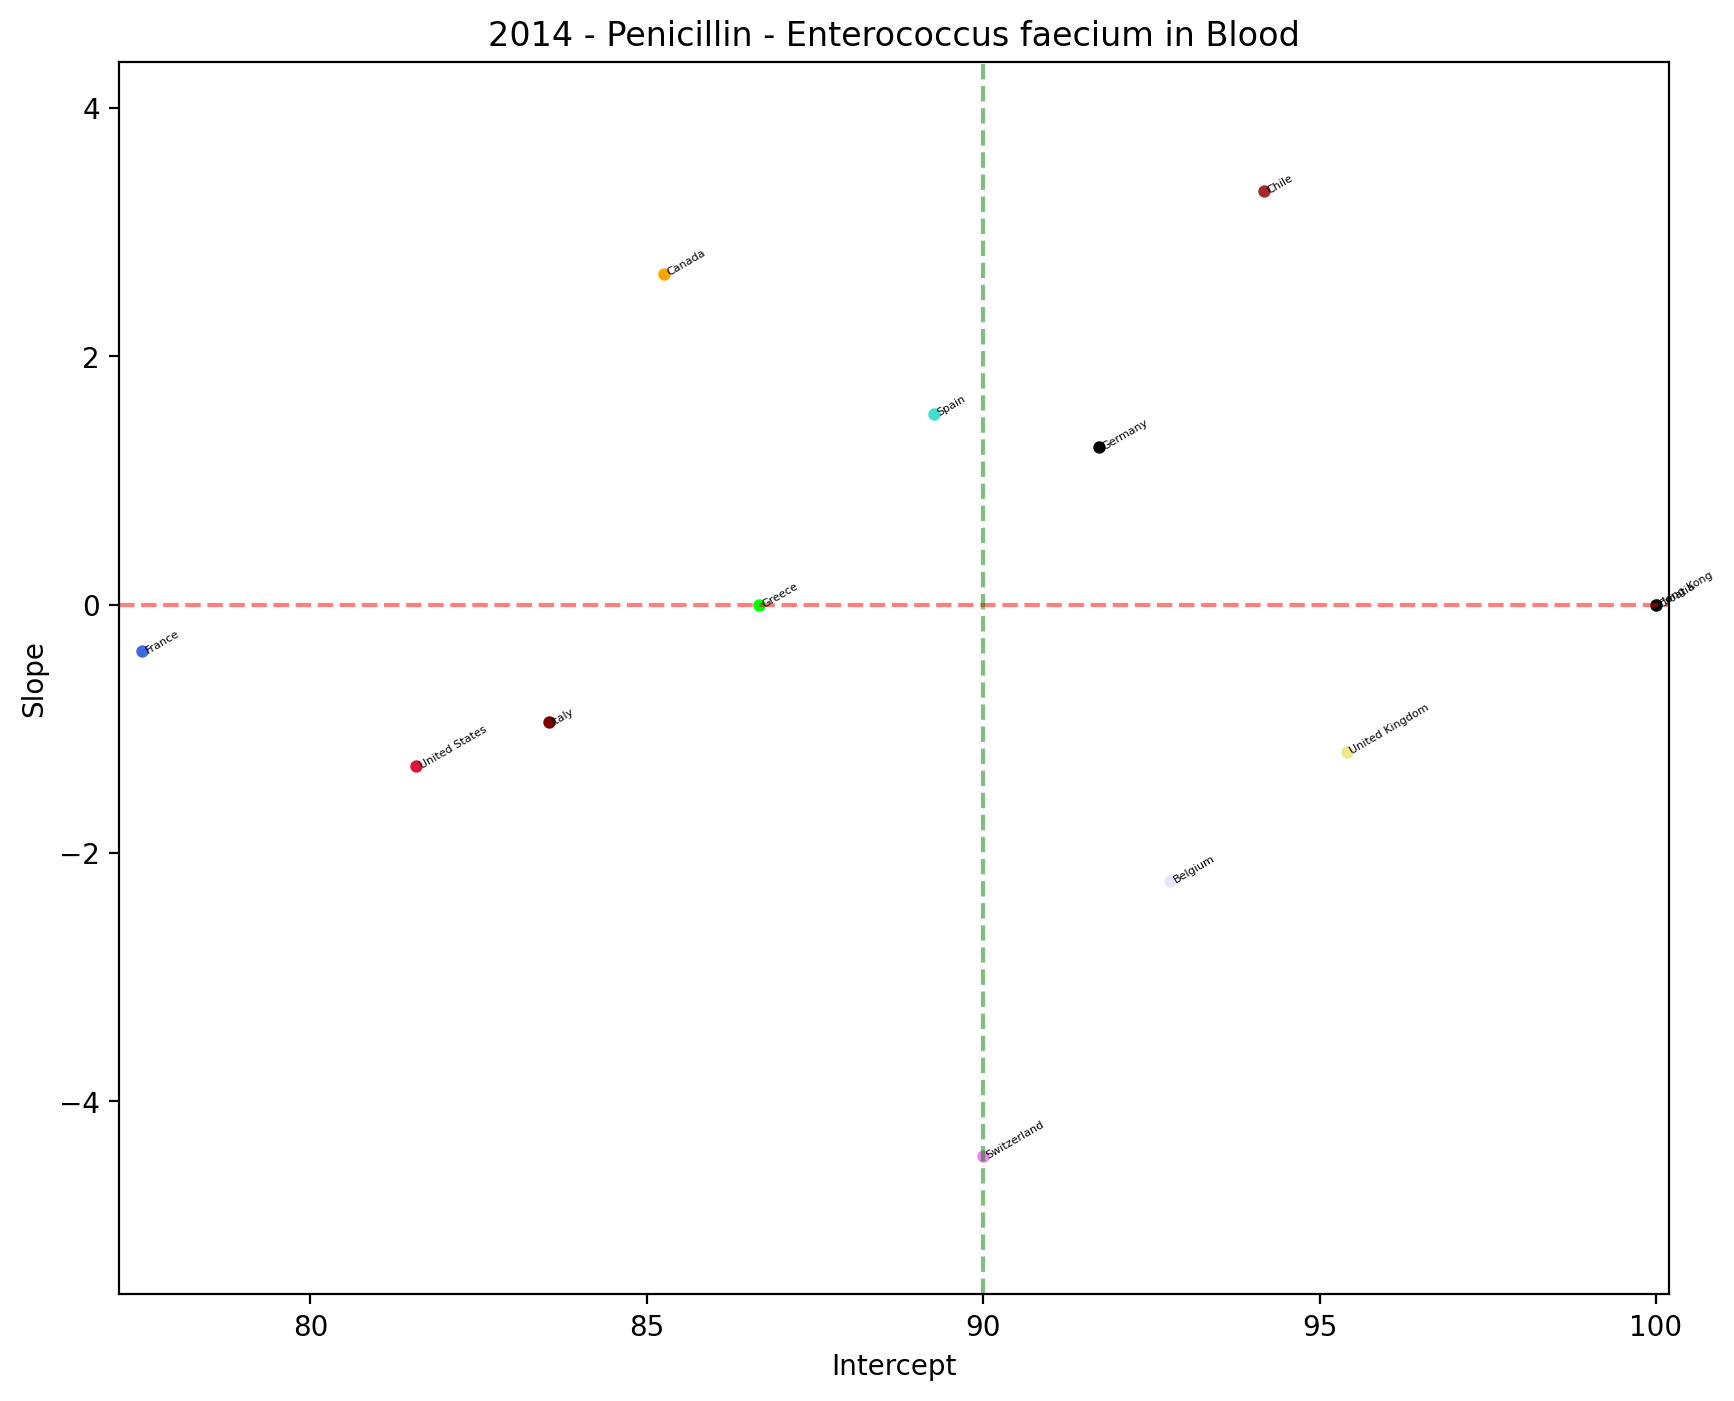 2014 - Penicillin - Enterococcus faecium in Blood
4
Chile
Canada
2
Spain
Germany
0
Greece
Kong
France
Italy
United States
United Kingdom
Slope
−2
Belgium
−4
Switzerland
80
85
90
95
100
Intercept